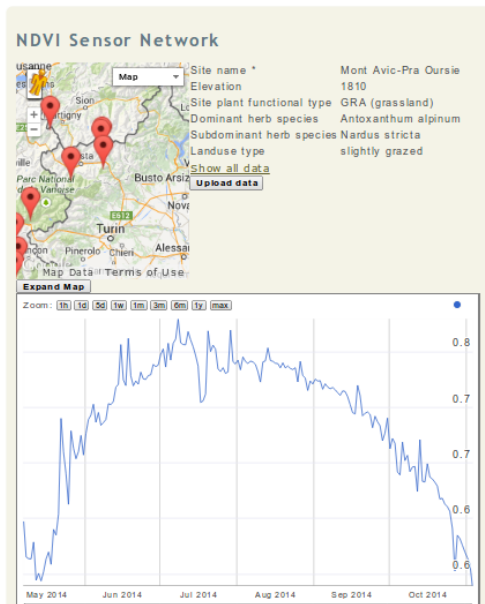 NDVI Sensor Network
Map
Sion
Parc National
de la Vanoise
Busto Arsiz
Nova
E612
Turin
Pinerolo Chieri
Alessa
Map Data Terms of Use
Expand Map
Site name * Mont Avic-Pra Oursie
Elevation 1810
Site plant functional type GRA (grassland)
Dominant herb species Antoxanthum alpinum
Subdominant herb species Nardus stricta
Landuse type slightly grazed
Show all data
Upload data
Zoom: 1h 1d 5d 1w 1m 3m 6m 1y max
0.8
0.7
0.7
0.6
0.6
May 2014 Jun 2014 Jul 2014 Aug 2014 Sep 2014 Oct 2014